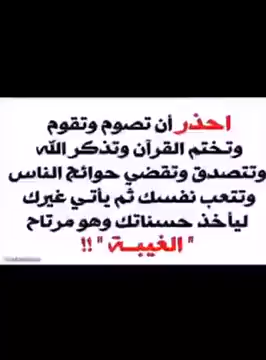 احذر أن تصوم وتقوم
وتختم القرآن وتذكر الله
وتتصدق وتقضي حوائج الناس
وتتعب نفسك ثم يأتي غيرك
ليأخذ حسناتك وهو مرتاح
" الغيبة " !!